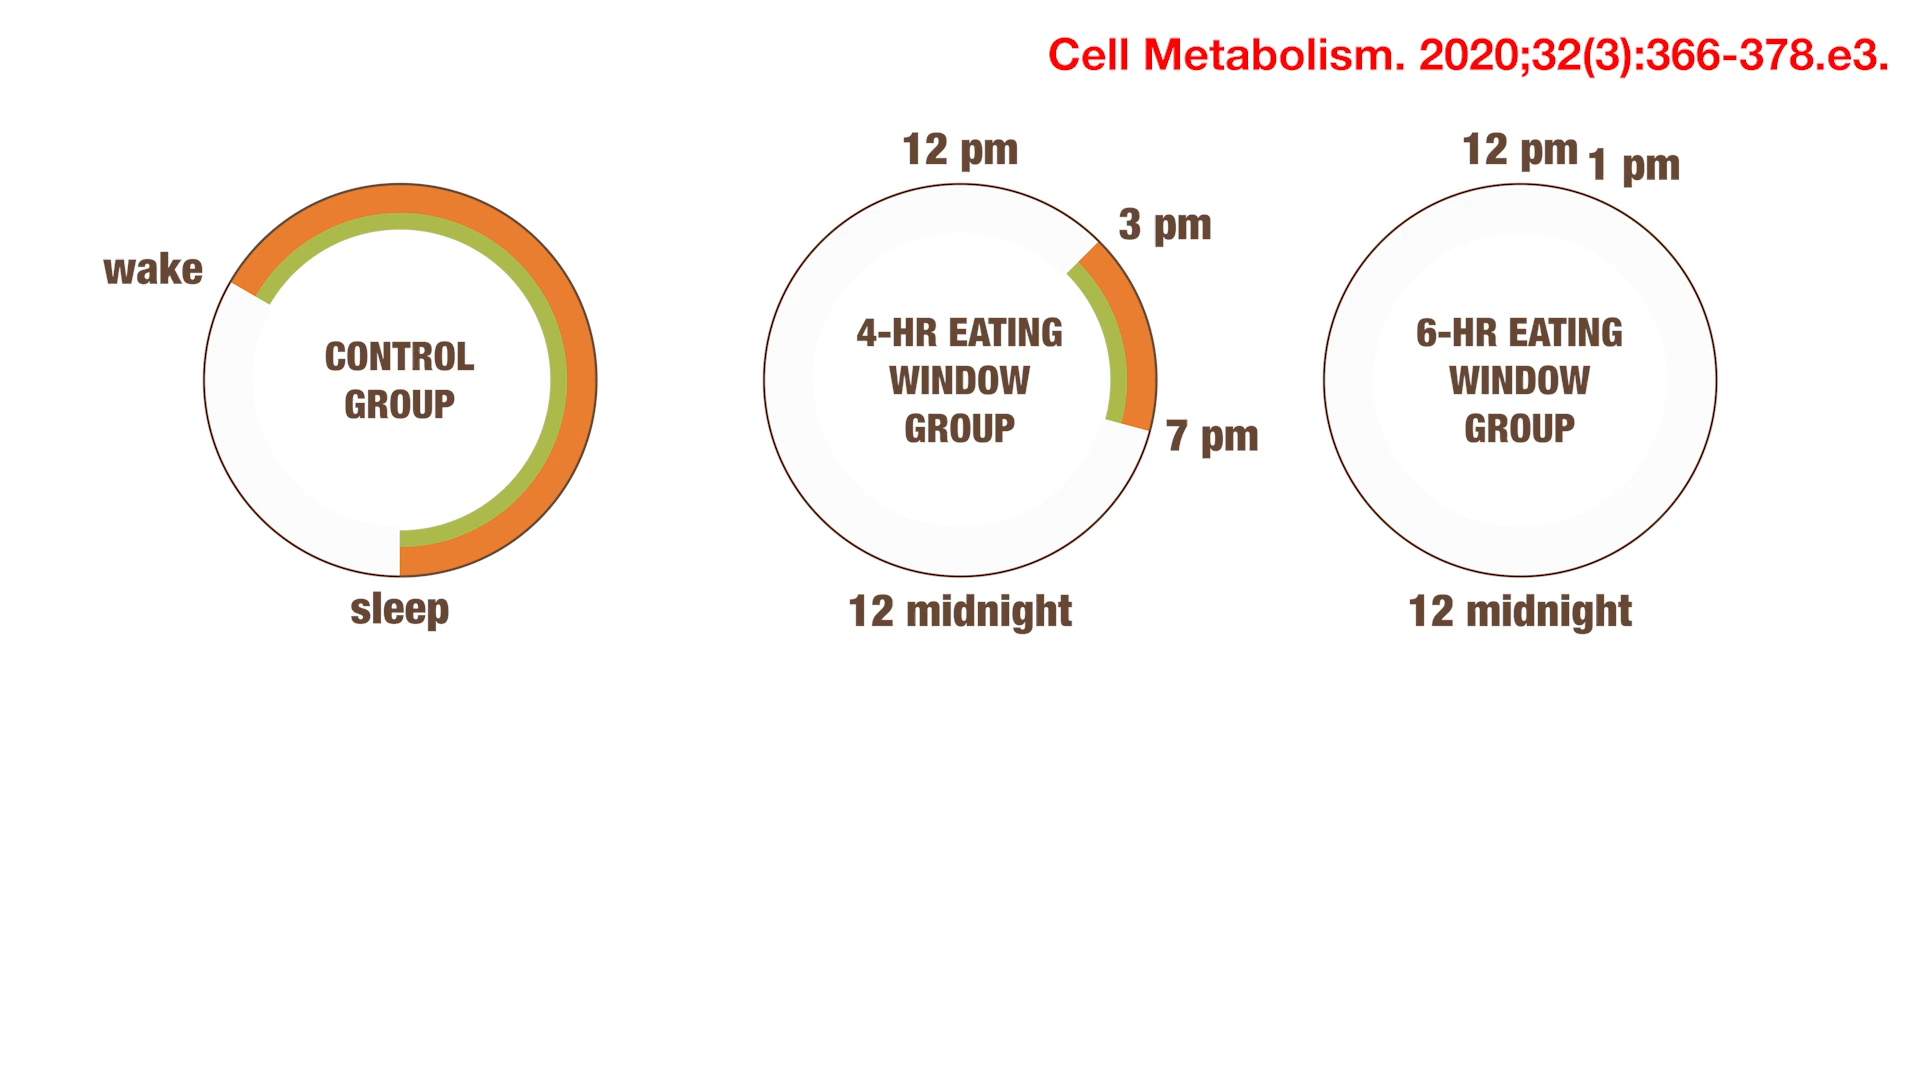 Cell Metabolism. 2020;32(3):366-378.e3.
wake
CONTROL
GROUP
sleep
12 pm
3 pm
4-HR EATING
WINDOW
GROUP
7 pm
12 midnight
12 pm
1 pm
6-HR EATING
WINDOW
GROUP
12 midnight